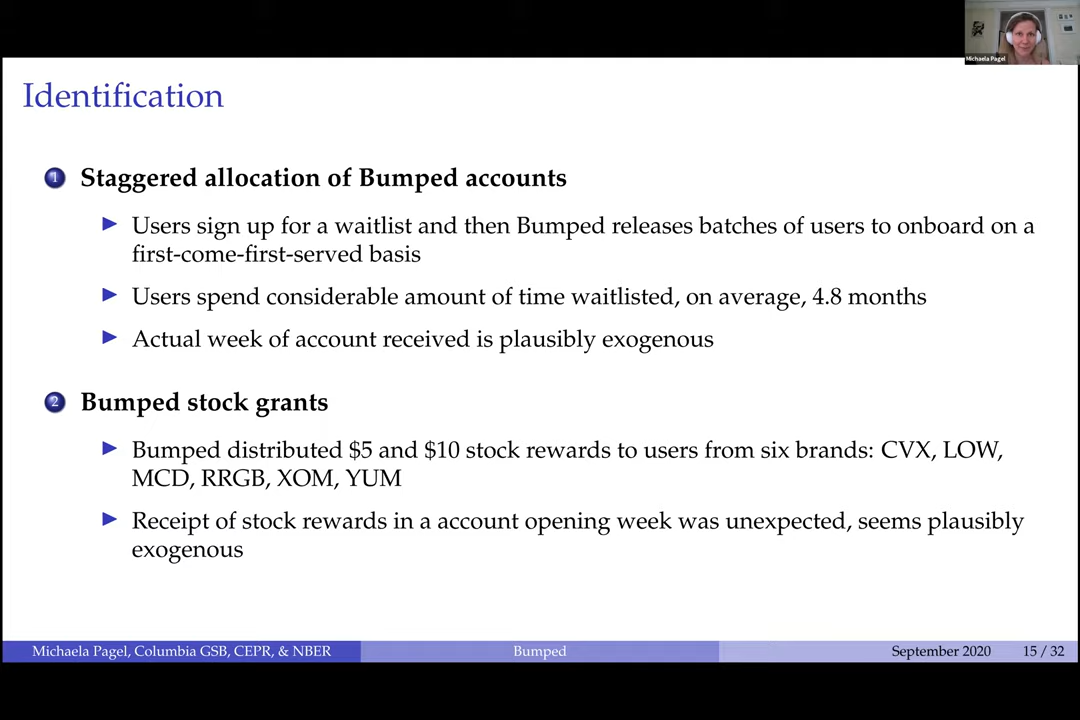 Michaela Pagel
Identification
1 Staggered allocation of Bumped accounts
Users sign up for a waitlist and then Bumped releases batches of users to onboard on a
first-come-first-served basis
Users spend considerable amount of time waitlisted, on average, 4.8 months
Actual week of account received is plausibly exogenous
2 Bumped stock grants
Bumped distributed $5 and $10 stock rewards to users from six brands: CVX, LOW,
MCD, RRGB, XOM, YUM
Receipt of stock rewards in a account opening week was unexpected, seems plausibly
exogenous
Michaela Pagel, Columbia GSB, CEPR, & NBER Bumped September 2020 15 / 32